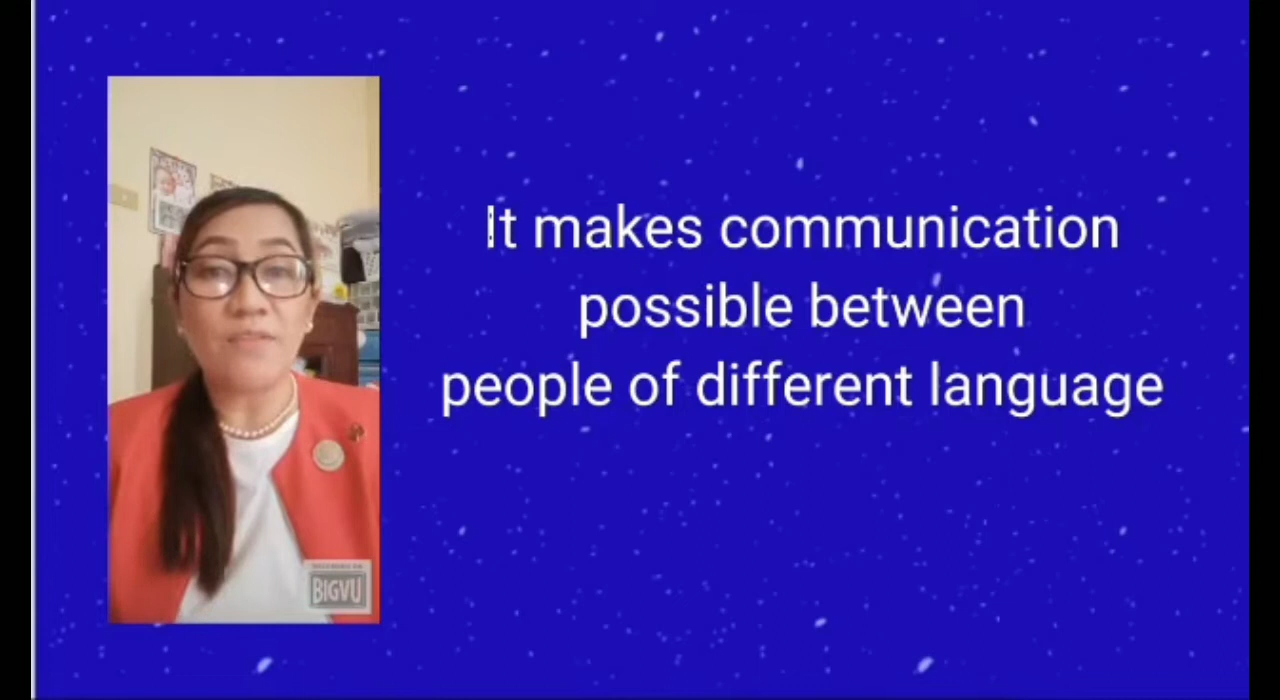 It makes communication
possible between
people of different language
BIGVU